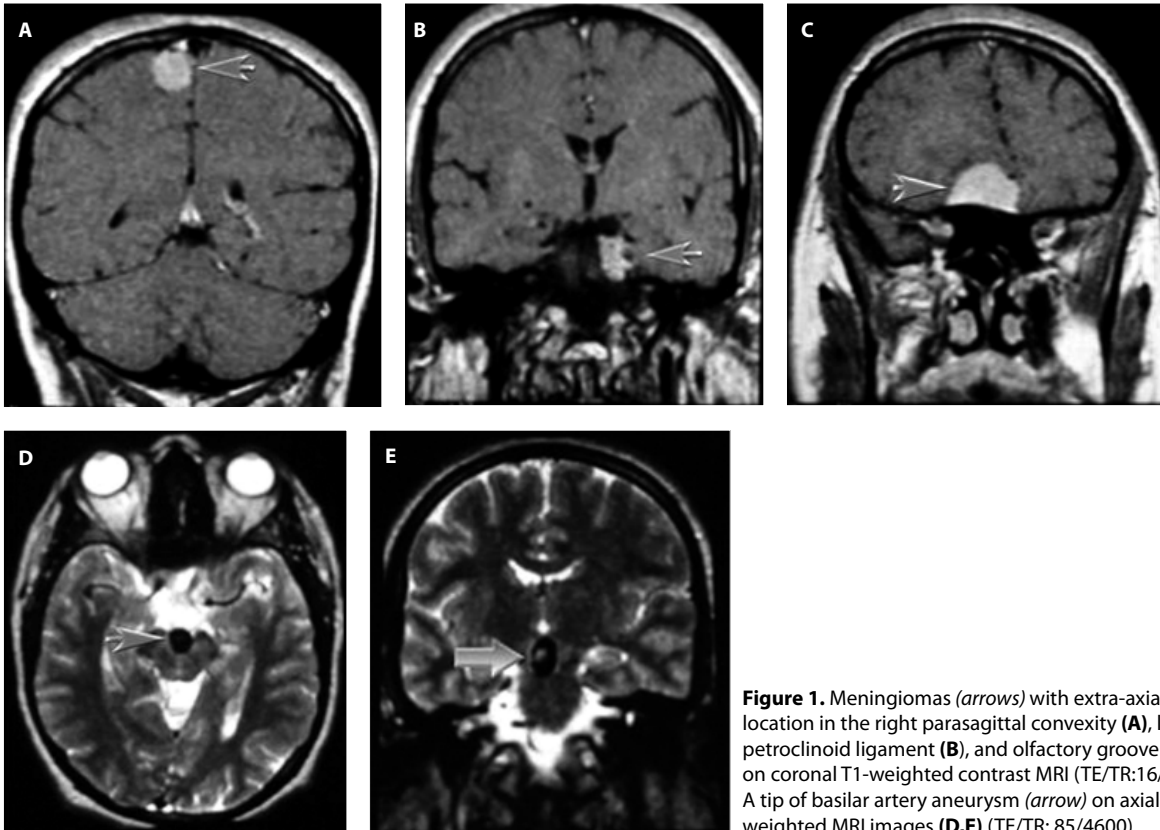 A
B
C
D
E
Figure 1. Meningiomas (arrows) with extra-axial
location in the right parasagittal convexity (A),
petroclinoid ligament (B), and olfactory groove
on coronal T1-weighted contrast MRI (TE/TR:16/
A tip of basilar artery aneurysm (arrow) on axial
weighted MRI images (D,E) (TE/TR: 85/4600)